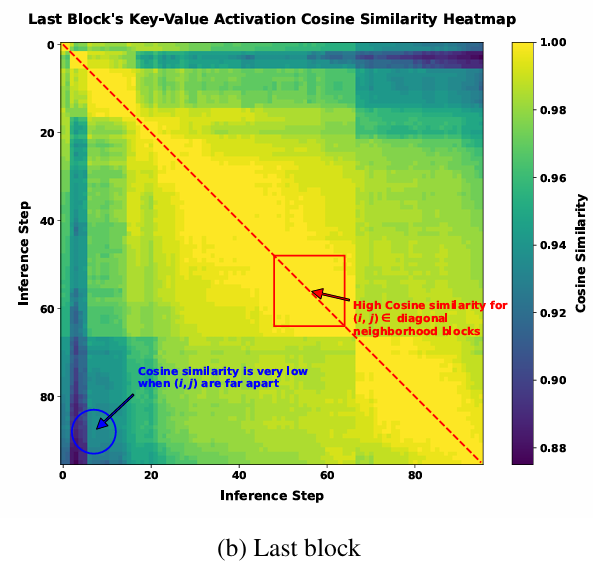 Last Block's Key-Value Activation Cosine Similarity Heatmap
0
20
40
60
80
Inference Step
High Cosine similarity for
(i, j) ∈ diagonal
neighborhood blocks
Cosine similarity is very low
when (i, j) are far apart
0 20 40 60 80
Inference Step
1.00
0.98
0.96
0.94
0.92
0.90
0.88
Cosine Similarity
(b) Last block